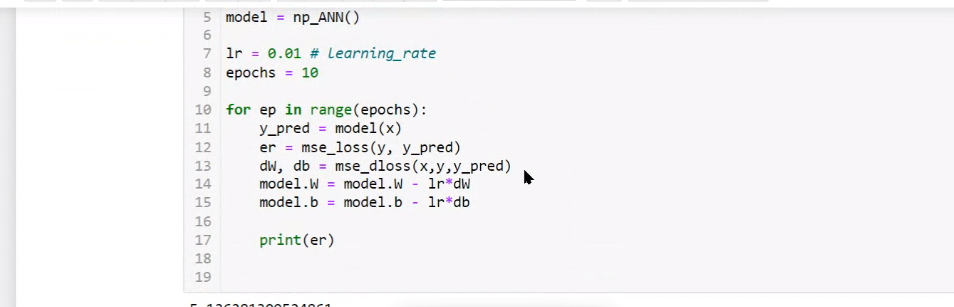 5 model = np_ANN()
6
7 lr = 0.01 # learning_rate
8 epochs = 10
9
10 for ep in range(epochs):
11 y_pred = model(x)
12 er = mse_loss(y, y_pred)
13 dW, db = mse_dloss(x,y,y_pred)
14 model.W = model.W - lr*dW
15 model.b = model.b - lr*db
16
17 print(er)
18
19